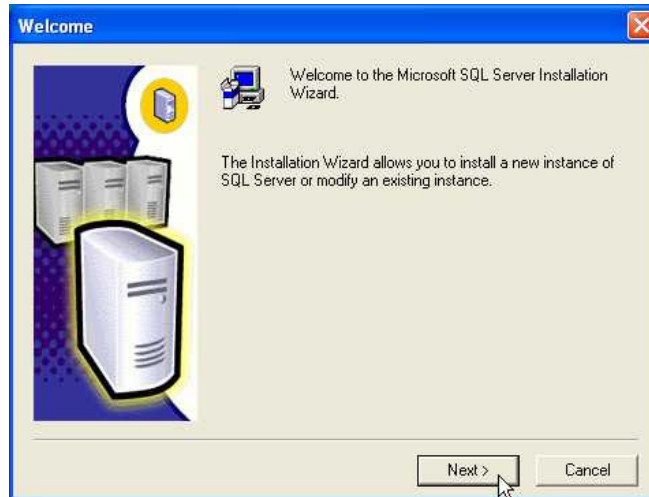 Welcome
Welcome to the Microsoft SQL Server Installation
Wizard.
The Installation Wizard allows you to install a new instance of
SQL Server or modify an existing instance.
Next >
Cancel